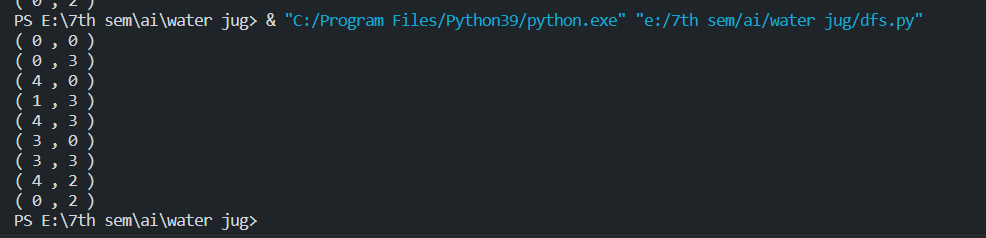 ( 0 , 2 )
PS E:\7th sem\ai\water jug> & "C:/Program Files/Python39/python.exe" "e:/7th sem/ai/water jug/dfs.py"
( 0 , 0 )
( 0 , 3 )
( 4 , 0 )
( 1 , 3 )
( 4 , 3 )
( 3 , 0 )
( 3 , 3 )
( 4 , 2 )
( 0 , 2 )
PS E:\7th sem\ai\water jug>